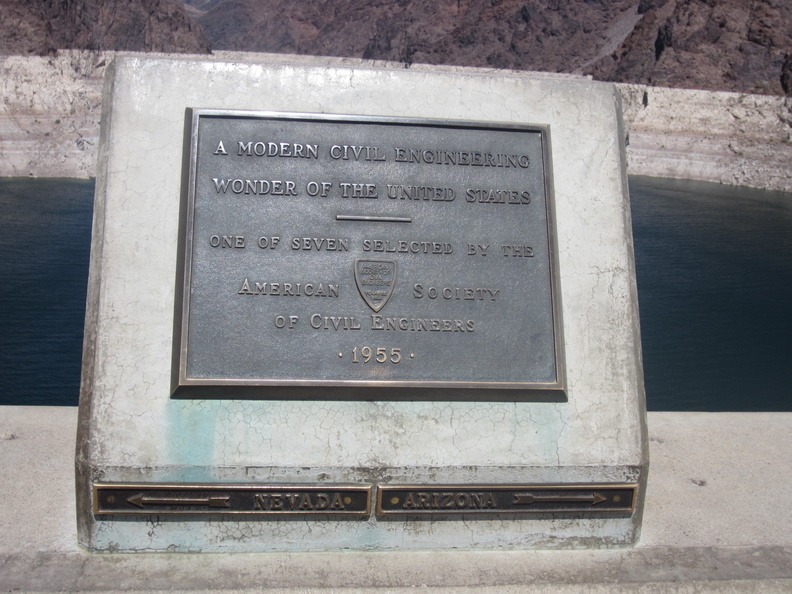 A MODERN CIVIL ENGINEERING
WONDER OF THE UNITED STATES
ONE OF SEVEN SELECTED BY THE
AMERICAN SOCIETY
OF CIVIL ENGINEERS
· 1955 ·
NEVADA
ARIZONA